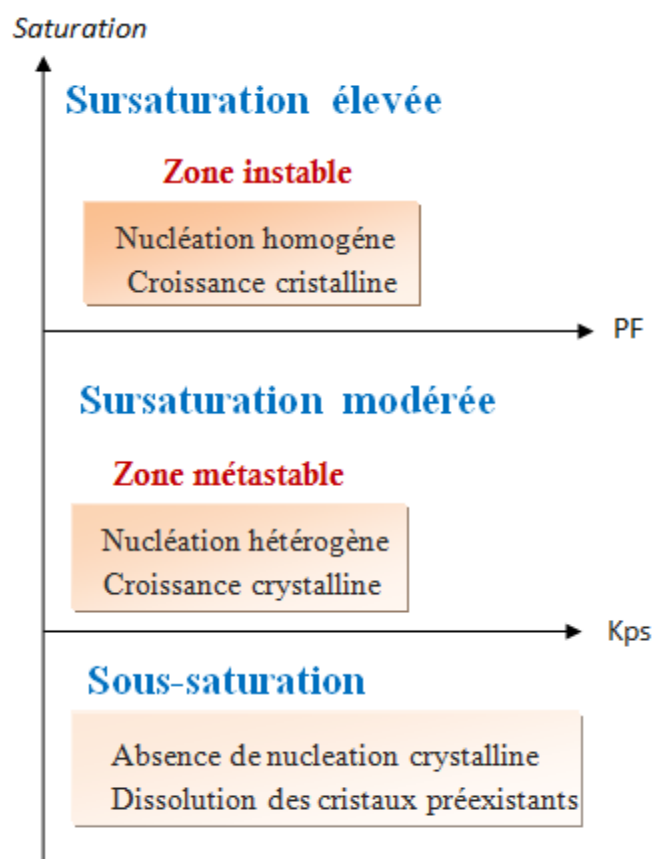 Saturation
Sursaturation élevée
Zone instable
Nucléation homogéne
Croissance cristalline
PF
Sursaturation modérée
Zone métastable
Nucléation hétérogène
Croissance crystalline
Kps
Sous-saturation
Absence de nucleation crystalline
Dissolution des cristaux préexistants